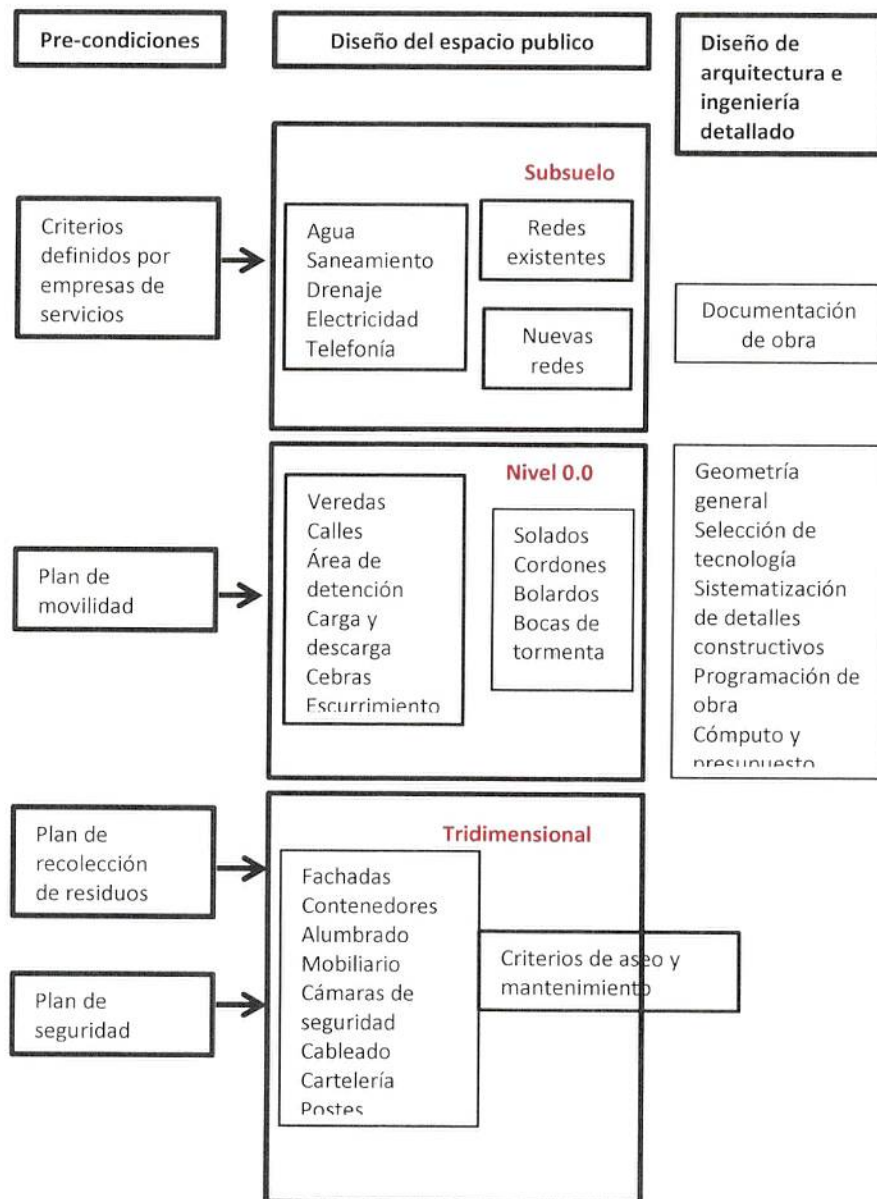 Pre-condiciones
Diseño del espacio publico
Diseño de
arquitectura e
ingeniería
detallado
Subsuelo
Criterios
definidos por
empresas de
servicios
Agua
Saneamiento
Drenaje
Electricidad
Telefonía
Redes
existentes
Nuevas
redes
Documentación
de obra
Nivel 0.0
Plan de
movilidad
Veredas
Calles
Área de
detención
Carga y
descarga
Cebras
Escurrimiento
Solados
Cordones
Bolardos
Bocas de
tormenta
Geometría
general
Selección de
tecnología
Sistematización
de detalles
constructivos
Programación de
obra
Cómputo y
presupuesto
Tridimensional
Plan de
recolección
de residuos
Plan de
seguridad
Fachadas
Contenedores
Alumbrado
Mobiliario
Cámaras de
seguridad
Cableado
Cartelería
Postes
Criterios de aseo y
mantenimiento